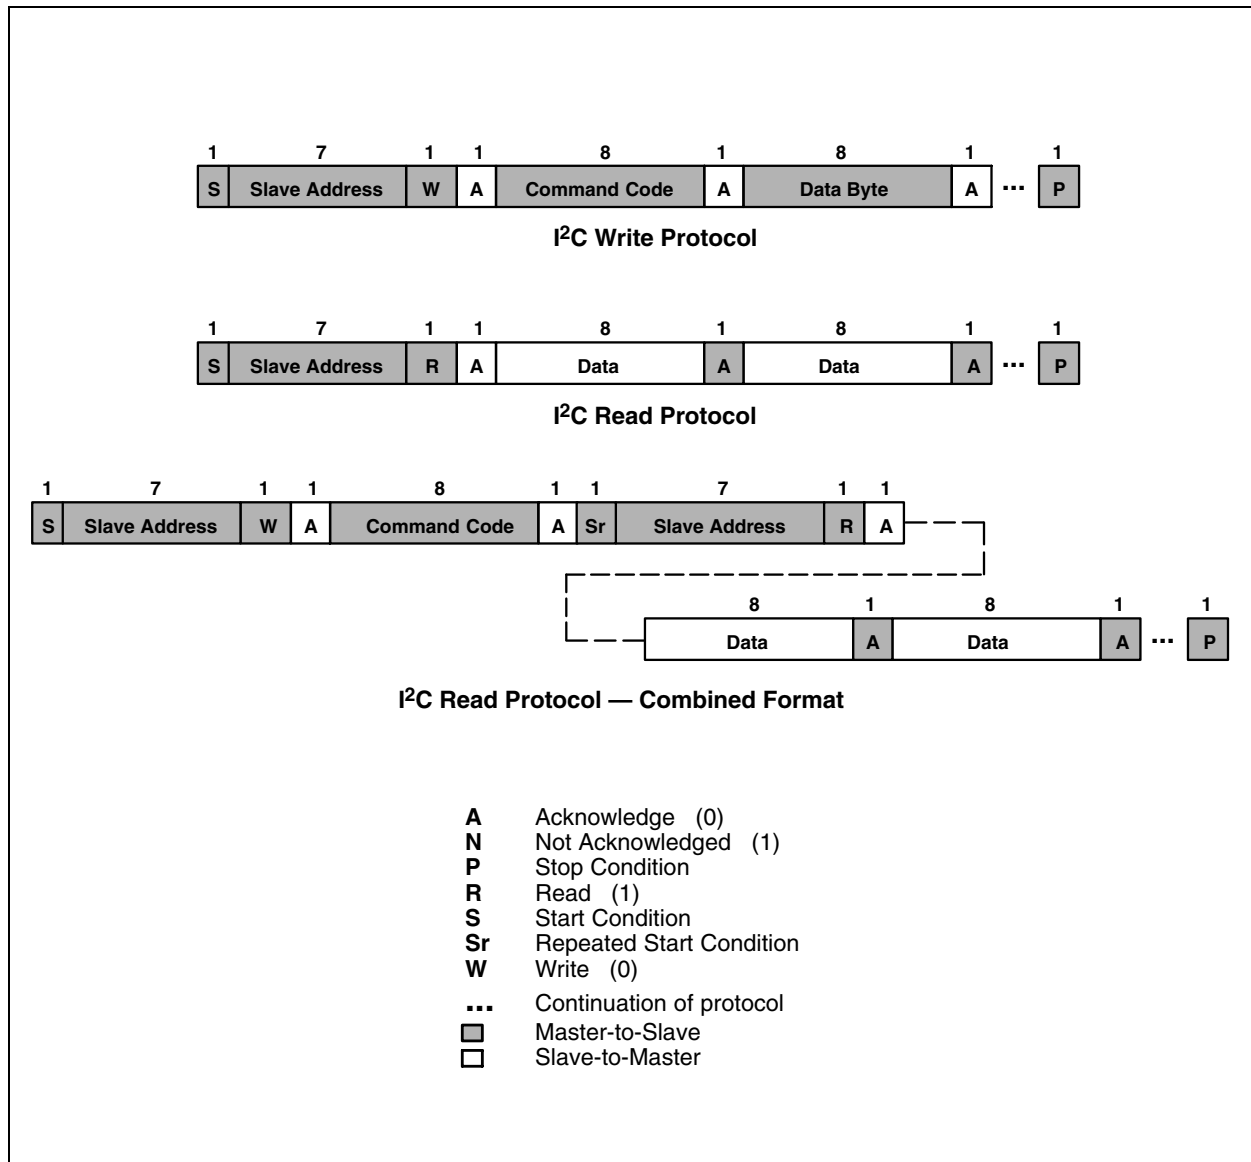 1 7 1 1 8 1 8 1 1
S Slave Address W A Command Code A Data Byte A ... P
I²C Write Protocol
1 7 1 1 8 1 8 1 1
S Slave Address R A Data A Data A ... P
I²C Read Protocol
1 7 1 1 8 1 1 7 1 1
S Slave Address W A Command Code A Sr Slave Address R A
8 1 8 1 1
Data A Data A ... P
I²C Read Protocol — Combined Format
A Acknowledge (0)
N Not Acknowledged (1)
P Stop Condition
R Read (1)
S Start Condition
Sr Repeated Start Condition
W Write (0)
... Continuation of protocol
Master-to-Slave
Slave-to-Master